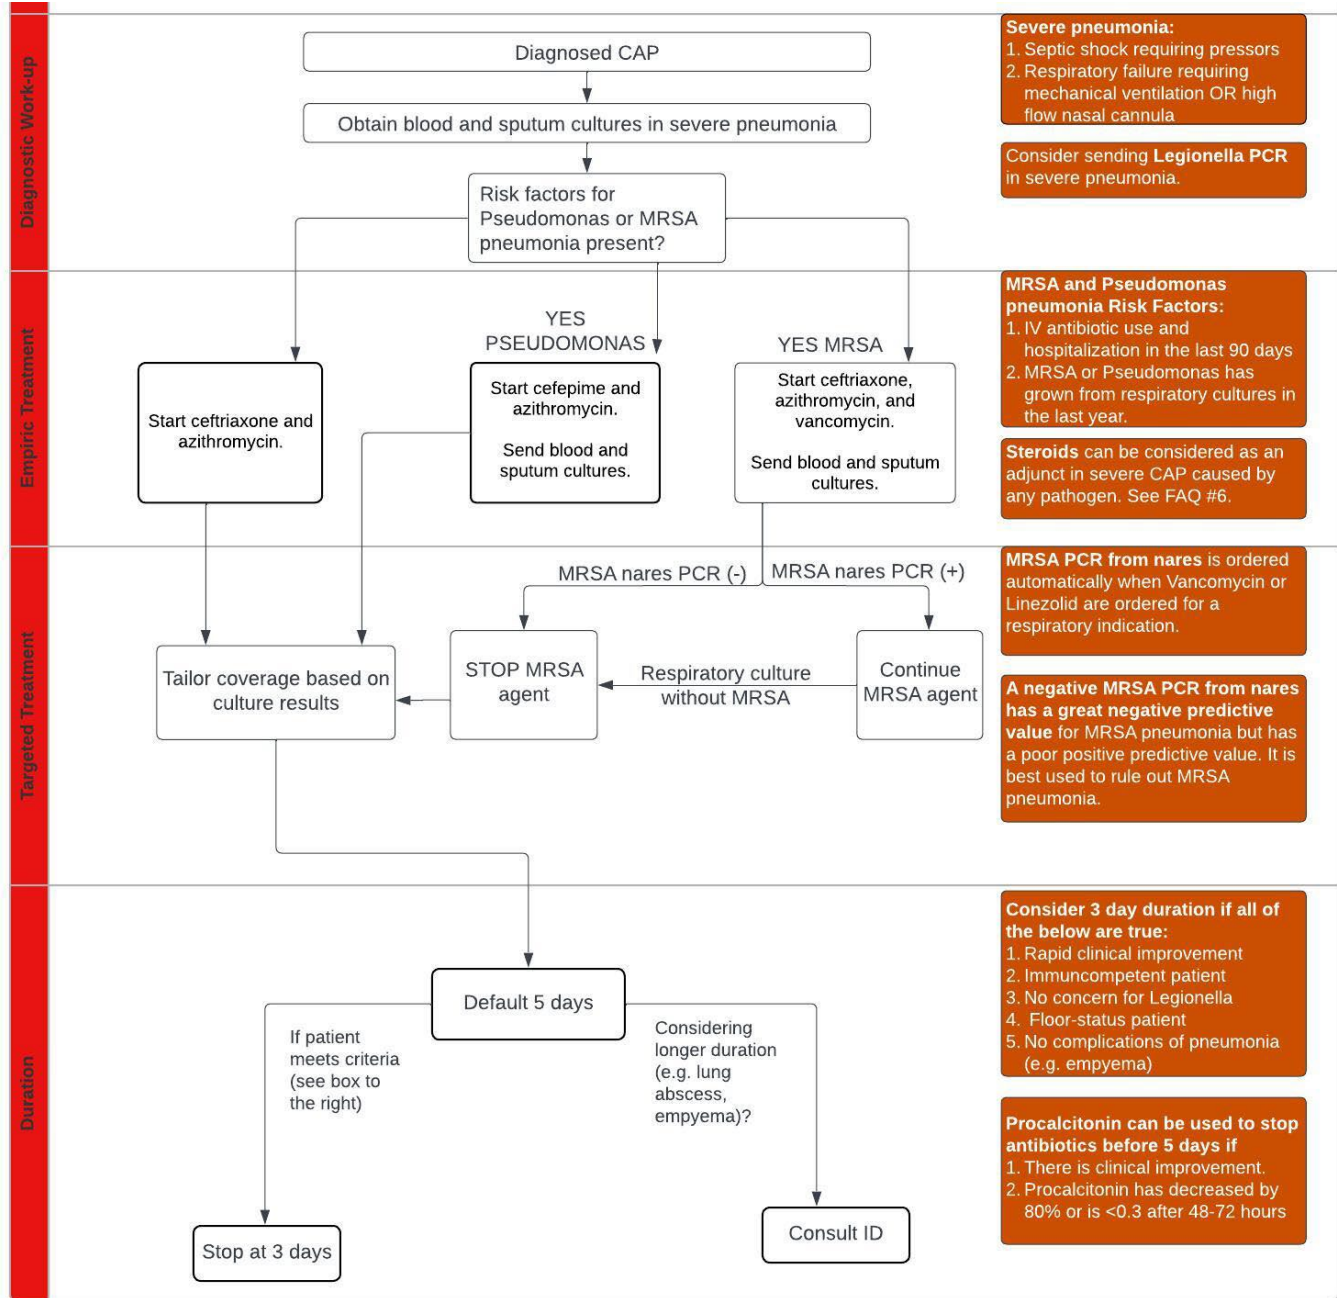 Diagnostic Work-up
Diagnosed CAP
Obtain blood and sputum cultures in severe pneumonia
Risk factors for
Pseudomonas or MRSA
pneumonia present?
Severe pneumonia:
1. Septic shock requiring pressors
2. Respiratory failure requiring
mechanical ventilation OR high
flow nasal cannula
Consider sending Legionella PCR
in severe pneumonia.
Empiric Treatment
YES
PSEUDOMONAS
YES MRSA
Start ceftriaxone and
azithromycin.
Start cefepime and
azithromycin.
Send blood and
sputum cultures.
Start ceftriaxone,
azithromycin, and
vancomycin.
Send blood and sputum
cultures.
MRSA and Pseudomonas
pneumonia Risk Factors:
1. IV antibiotic use and
hospitalization in the last 90 days
2. MRSA or Pseudomonas has
grown from respiratory cultures in
the last year.
Steroids can be considered as an
adjunct in severe CAP caused by
any pathogen. See FAQ #6.
Targeted Treatment
MRSA nares PCR (-)
MRSA nares PCR (+)
Tailor coverage based on
culture results
STOP MRSA
agent
Respiratory culture
without MRSA
Continue
MRSA agent
MRSA PCR from nares is ordered
automatically when Vancomycin or
Linezolid are ordered for a
respiratory indication.
A negative MRSA PCR from nares
has a great negative predictive
value for MRSA pneumonia but has
a poor positive predictive value. It is
best used to rule out MRSA
pneumonia.
Duration
Default 5 days
If patient
meets criteria
(see box to
the right)
Considering
longer duration
(e.g. lung
abscess,
empyema)?
Stop at 3 days
Consult ID
Consider 3 day duration if all of
the below are true:
1. Rapid clinical improvement
2. Immuncompetent patient
3. No concern for Legionella
4. Floor-status patient
5. No complications of pneumonia
(e.g. empyema)
Procalcitonin can be used to stop
antibiotics before 5 days if
1. There is clinical improvement.
2. Procalcitonin has decreased by
80% or is <0.3 after 48-72 hours